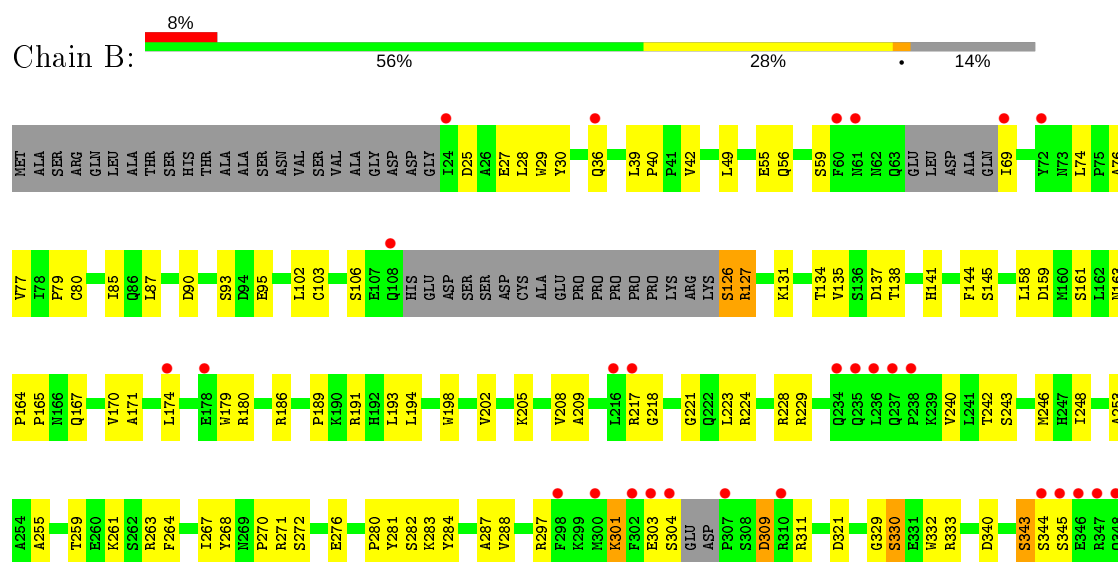 8%
Chain B:
56% 28% • 14%
MET ALA SER ARG GLN LEU ALA THR SER HIS THR ALA ALA SER ASN VAL SER VAL ALA GLY ASP ASP GLY I24 D25 A26 E27 L28 W29 Y30 Q36 L39 P40 P41 V42 L49 E55 Q56 S59 F60 N61 N62 Q63 GLU LEU ASP ALA GLN I69 Y72 N73 L74 P75 A76
V77 I78 P79 C80 I85 Q86 L87 D90 S93 D94 E95 L102 C103 S106 E107 Q108 HIS GLU ASP SER SER ASP CYS ALA GLU PRO PRO PRO PRO PRO LYS ARG LYS S126 R127 K131 T134 V135 S136 D137 T138 H141 F144 S145 L158 D159 M160 S161 L162 N163
P164 P165 N166 Q167 V170 A171 L174 E178 W179 R180 R186 P189 K190 R191 H192 L193 L194 W198 V202 K205 V208 A209 L216 R217 G218 G221 Q222 L223 R224 R228 R229 Q234 Q235 L236 Q237 P238 K239 V240 L241 T242 S243 M246 H247 I248 A253
A254 A255 T259 E260 K261 S262 R263 F264 I267 Y268 N269 P270 R271 S272 E276 P280 Y281 S282 K283 Y284 A287 V288 R297 F298 K299 M300 K301 F302 E303 S304 GLU ASP P307 S308 D309 R310 R311 D321 G329 S330 E331 W332 R333 D340 S343 S344 S345 E346 R347